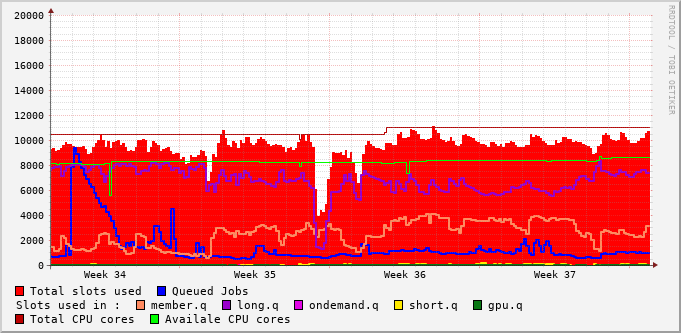 RRDTOOL / TOBI OETIKER
20000
18000
16000
14000
12000
10000
8000
6000
4000
2000
0
Week 34 Week 35 Week 36 Week 37
Total slots used Queued Jobs
Slots used in : member.q long.q ondemand.q short.q gpu.q
Total CPU cores Availale CPU cores